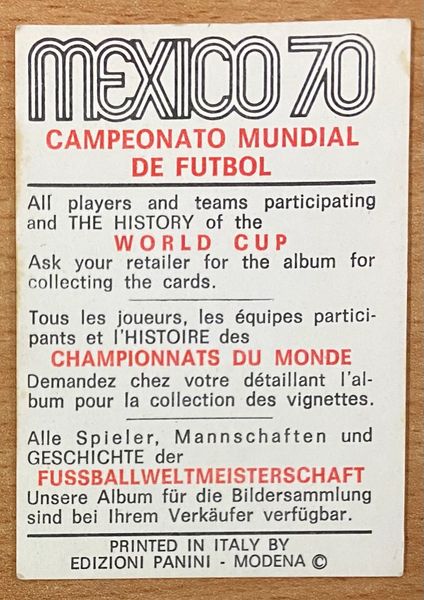 MEXICO 70
CAMPEONATO MUNDIAL
DE FUTBOL
All players and teams participating
and THE HISTORY of the
WORLD CUP
Ask your retailer for the album for
collecting the cards.
Tous les joueurs, les équipes partici-
pants et l'HISTOIRE des
CHAMPIONNATS DU MONDE
Demandez chez votre détaillant l'al-
bum pour la collection des vignettes.
Alle Spieler, Mannschaften und
GESCHICHTE der
FUSSBALLWELTMEISTERSCHAFT
Unsere Album für die Bildersammlung
sind bei Ihrem Verkäufer verfügbar.
PRINTED IN ITALY BY
EDIZIONI PANINI - MODENA ©